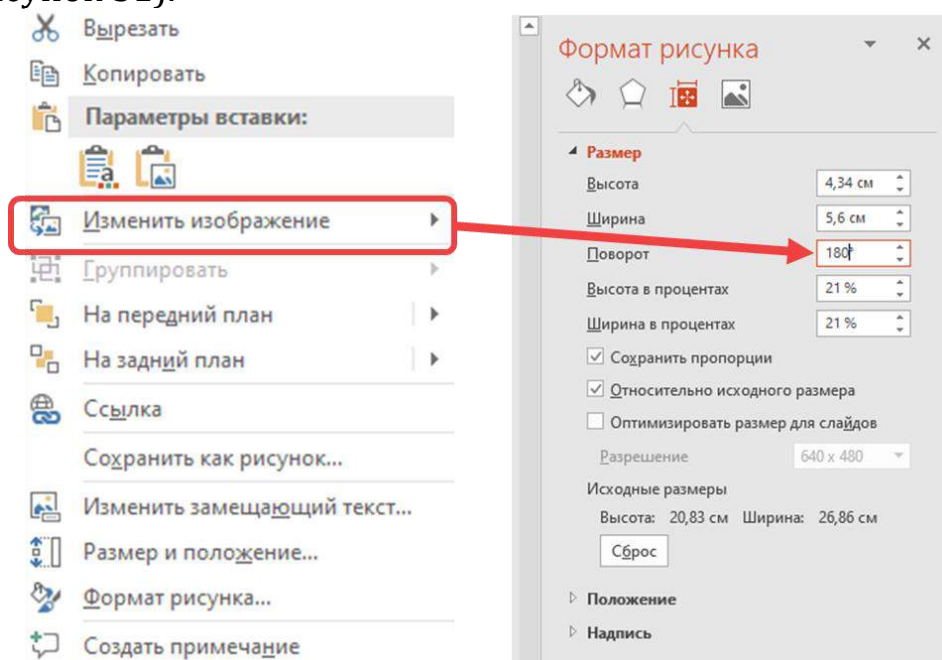 Вырезать
Копировать
Параметры вставки:
Изменить изображение
Группировать
На передний план
На задний план
Ссылка
Сохранить как рисунок...
Изменить замещающий текст...
Размер и положение...
Формат рисунка...
Создать примечание
Формат рисунка
Размер
Высота 4,34 см
Ширина 5,6 см
Поворот 180°
Высота в процентах 21 %
Ширина в процентах 21 %
Сохранить пропорции
Относительно исходного размера
Оптимизировать размер для слайдов
Разрешение 640 x 480
Исходные размеры
Высота: 20,83 см Ширина: 26,86 см
Сброс
Положение
Надпись